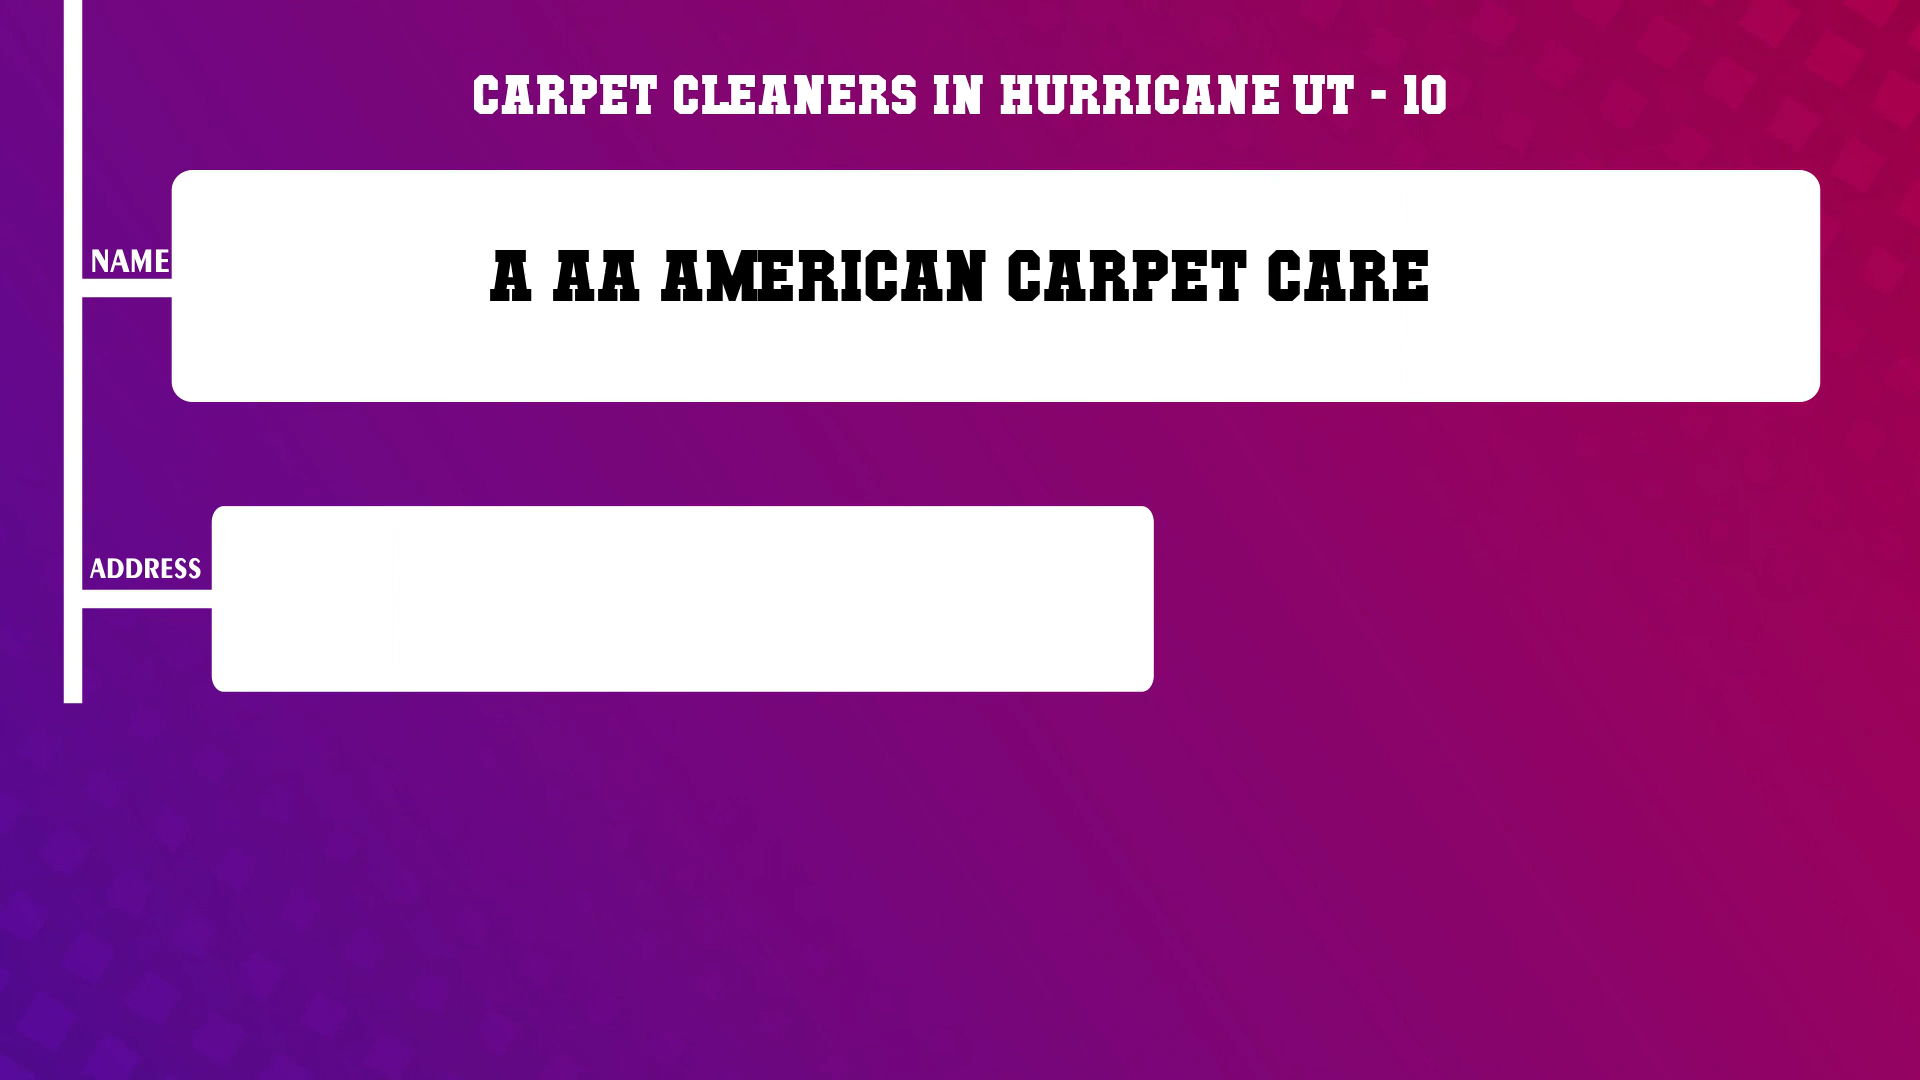 CARPET CLEANERS IN HURRICANE UT - 10
NAME
A AA AMERICAN CARPET CARE
ADDRESS